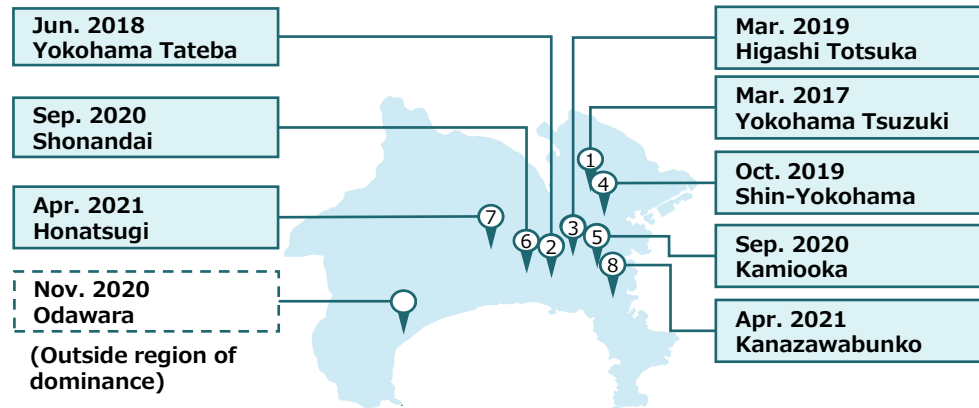 Jun. 2018
Yokohama Tateba
Sep. 2020
Shonandai
Apr. 2021
Honatsugi
Nov. 2020
Odawara
(Outside region of
dominance)
Mar. 2019
Higashi Totsuka
Mar. 2017
Yokohama Tsuzuki
Oct. 2019
Shin-Yokohama
Sep. 2020
Kamiooka
Apr. 2021
Kanazawabunko
1
4
7
3
5
6
2
8